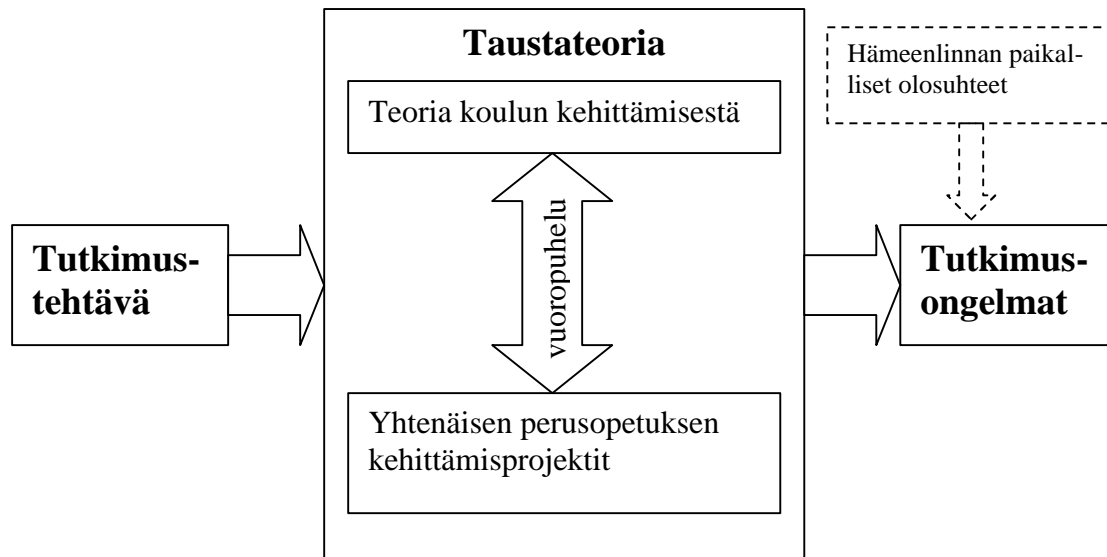 Taustateoria
Teoria koulun kehittämisestä
Hämeenlinnan paikal-
liset olosuhteet
Tutkimus-
tehtävä
vuoropuhelu
Tutkimus-
ongelmat
Yhtenäisen perusopetuksen
kehittämisprojektit